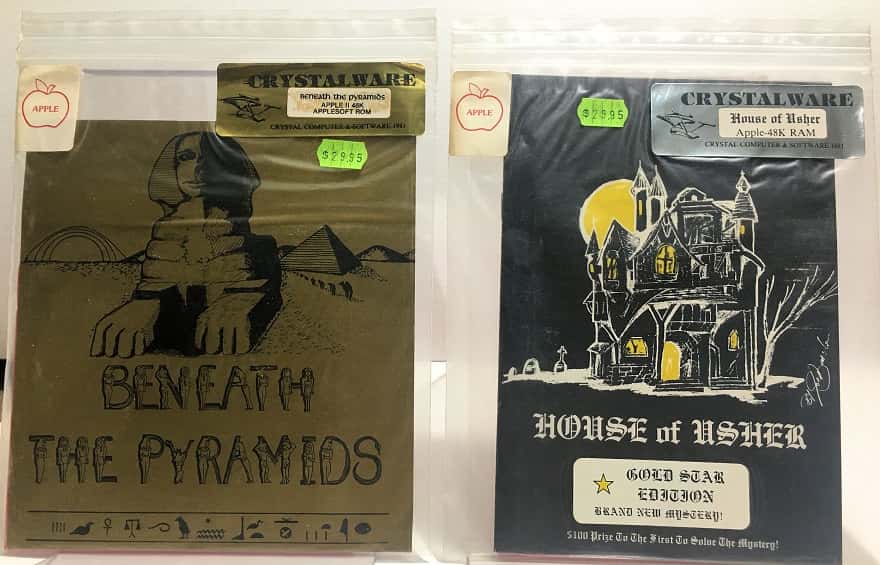 APPLE
CRYSTALWARE
Beneath the Pyramids
APPLE II 48K
APPLESOFT ROM
CRYSTAL COMPUTER & SOFTWARE 1981
$29.95
BENEATH
THE PYRAMIDS
APPLE
CRYSTALWARE
House of Usher
Apple-48K RAM
CRYSTAL COMPUTER & SOFTWARE 1981
$29.95
HOUSE of USHER
GOLD STAR
EDITION
BRAND NEW MYSTERY!
$100 Prize To The First To Solve The Mystery!